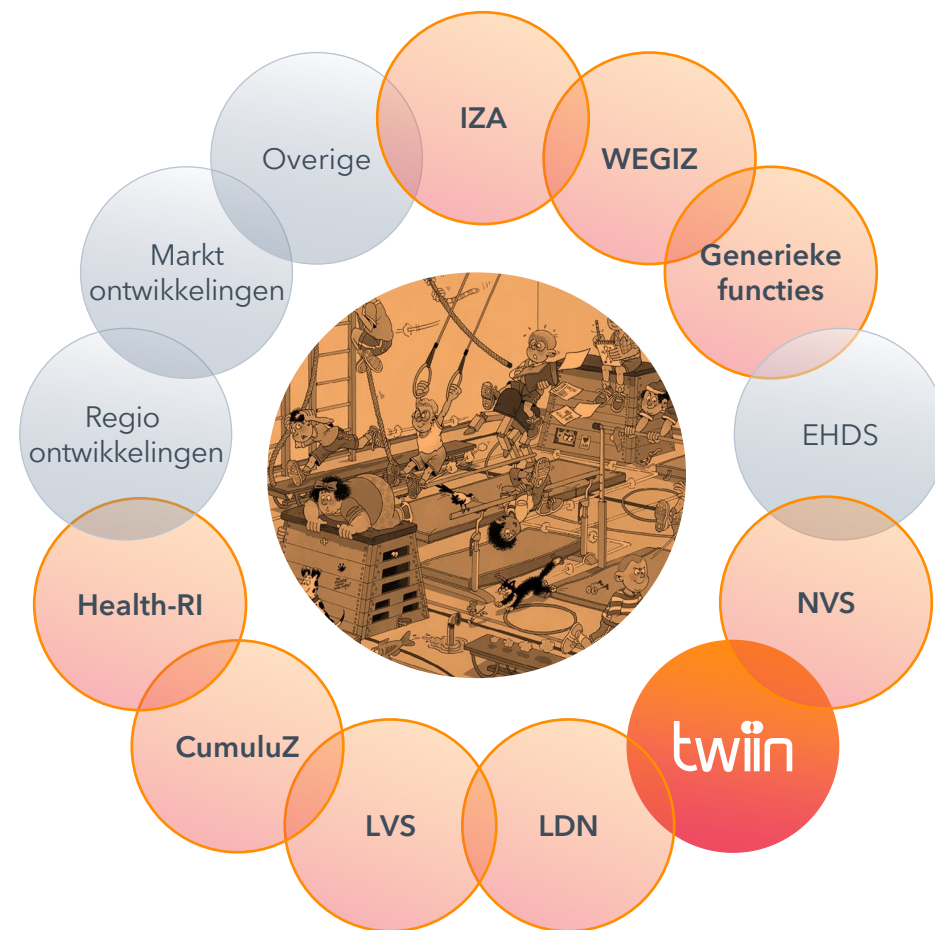 IZA
WEGIZ
Generieke
functies
EHDS
NVS
twiin
LDN
LVS
CumuluZ
Health-RI
Regio
ontwikkelingen
Markt
ontwikkelingen
Overige